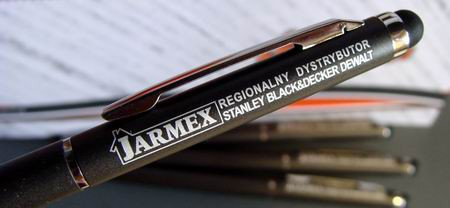 JARMEX
REGIONALNY DYSTRYBUTOR
STANLEY BLACK&DECKER DEWALT